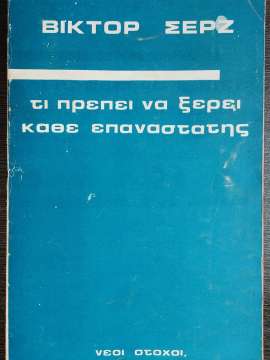 ΒΙΚΤΟΡ ΣΕΡΖ
τι πρεπει να ξερει
καθε επαναστατης
νεοι στοχοι,